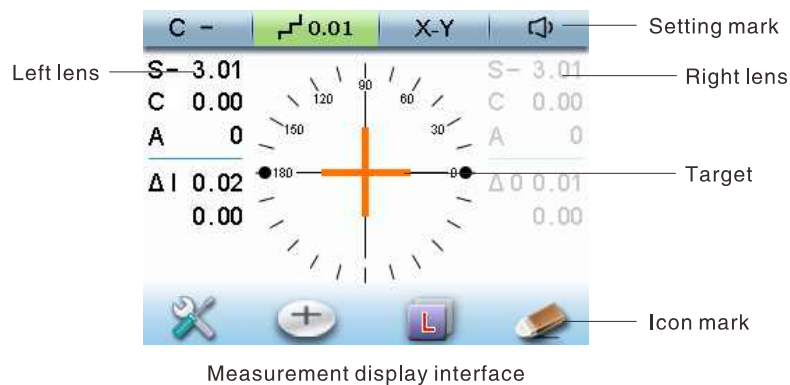 C - 0.01 X-Y
Setting mark
Left lens
S- 3.01
C 0.00
A 0
Δ I 0.02
0.00
90
120
60
150
30
180
0
S- 3.01
C 0.00
A 0
Δ O 0.01
0.00
Right lens
Target
L
Icon mark
Measurement display interface